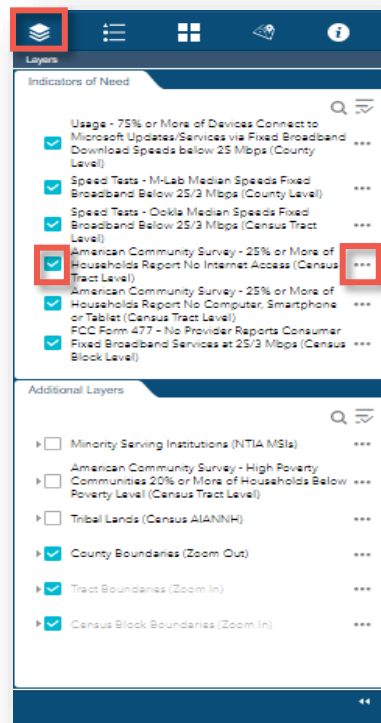 Layers
Indicators of Need
Usage - 75% or More of Devices Connect to
Microsoft Updates/Services via Fixed Broadband
Download Speeds below 25 Mbps (County
Level)
Speed Tests - M-Lab Median Speeds Fixed
Broadband Below 25/3 Mbps (County Level)
Speed Tests - Ookla Median Speeds Fixed
Broadband Below 25/3 Mbps (Census Tract
Level)
American Community Survey - 25% or More of
Households Report No Internet Access (Census
Tract Level)
American Community Survey - 25% or More of
Households Report No Computer, Smartphone
or Tablet (Census Tract Level)
FCC Form 477 - No Provider Reports Consumer
Fixed Broadband Services at 25/3 Mbps (Census
Block Level)
Additional Layers
Minority Serving Institutions (NTIA MSIs)
American Community Survey - High Poverty
Communities 20% or More of Households Below
Poverty Level (Census Tract Level)
Tribal Lands (Census AIANNH)
County Boundaries (Zoom Out)
Tract Boundaries (Zoom In)
Census Block Boundaries (Zoom In)